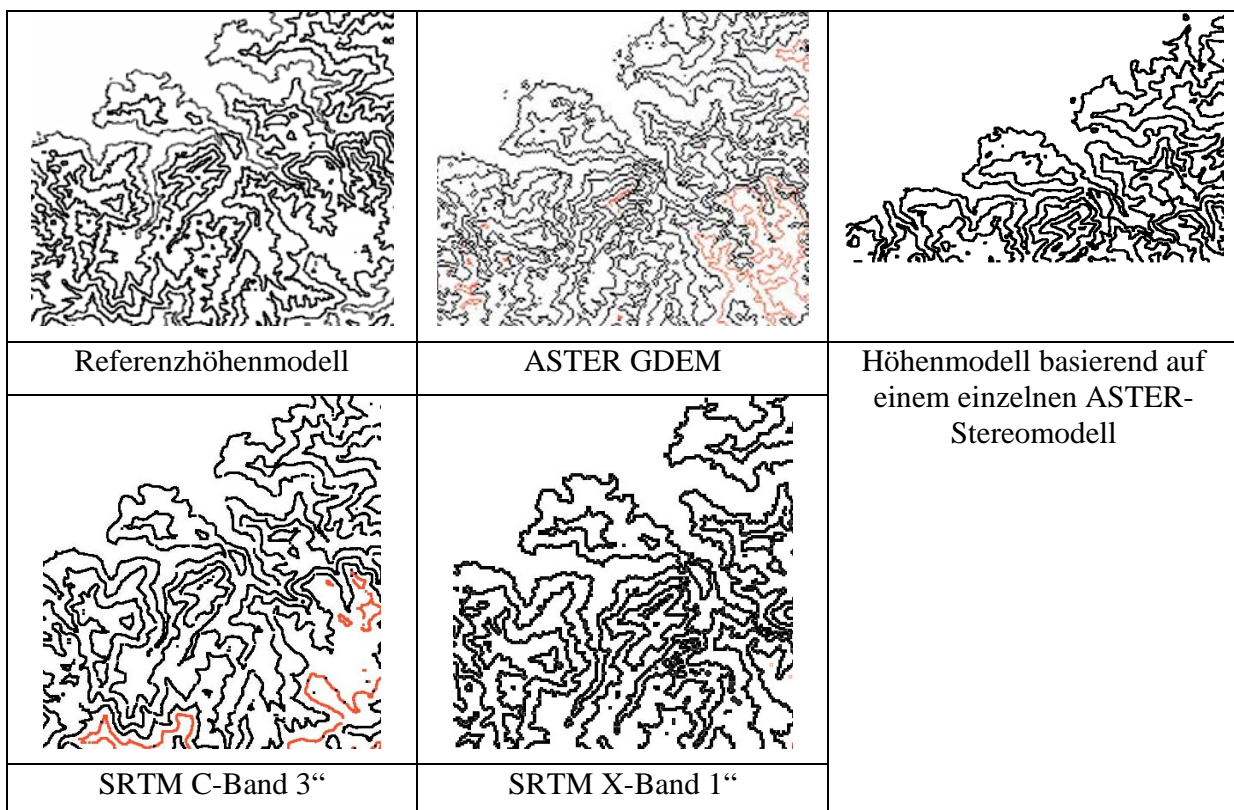 Referenzhöhenmodell
ASTER GDEM
Höhenmodell basierend auf
einem einzelnen ASTER-
Stereomodell
SRTM C-Band 3“
SRTM X-Band 1“